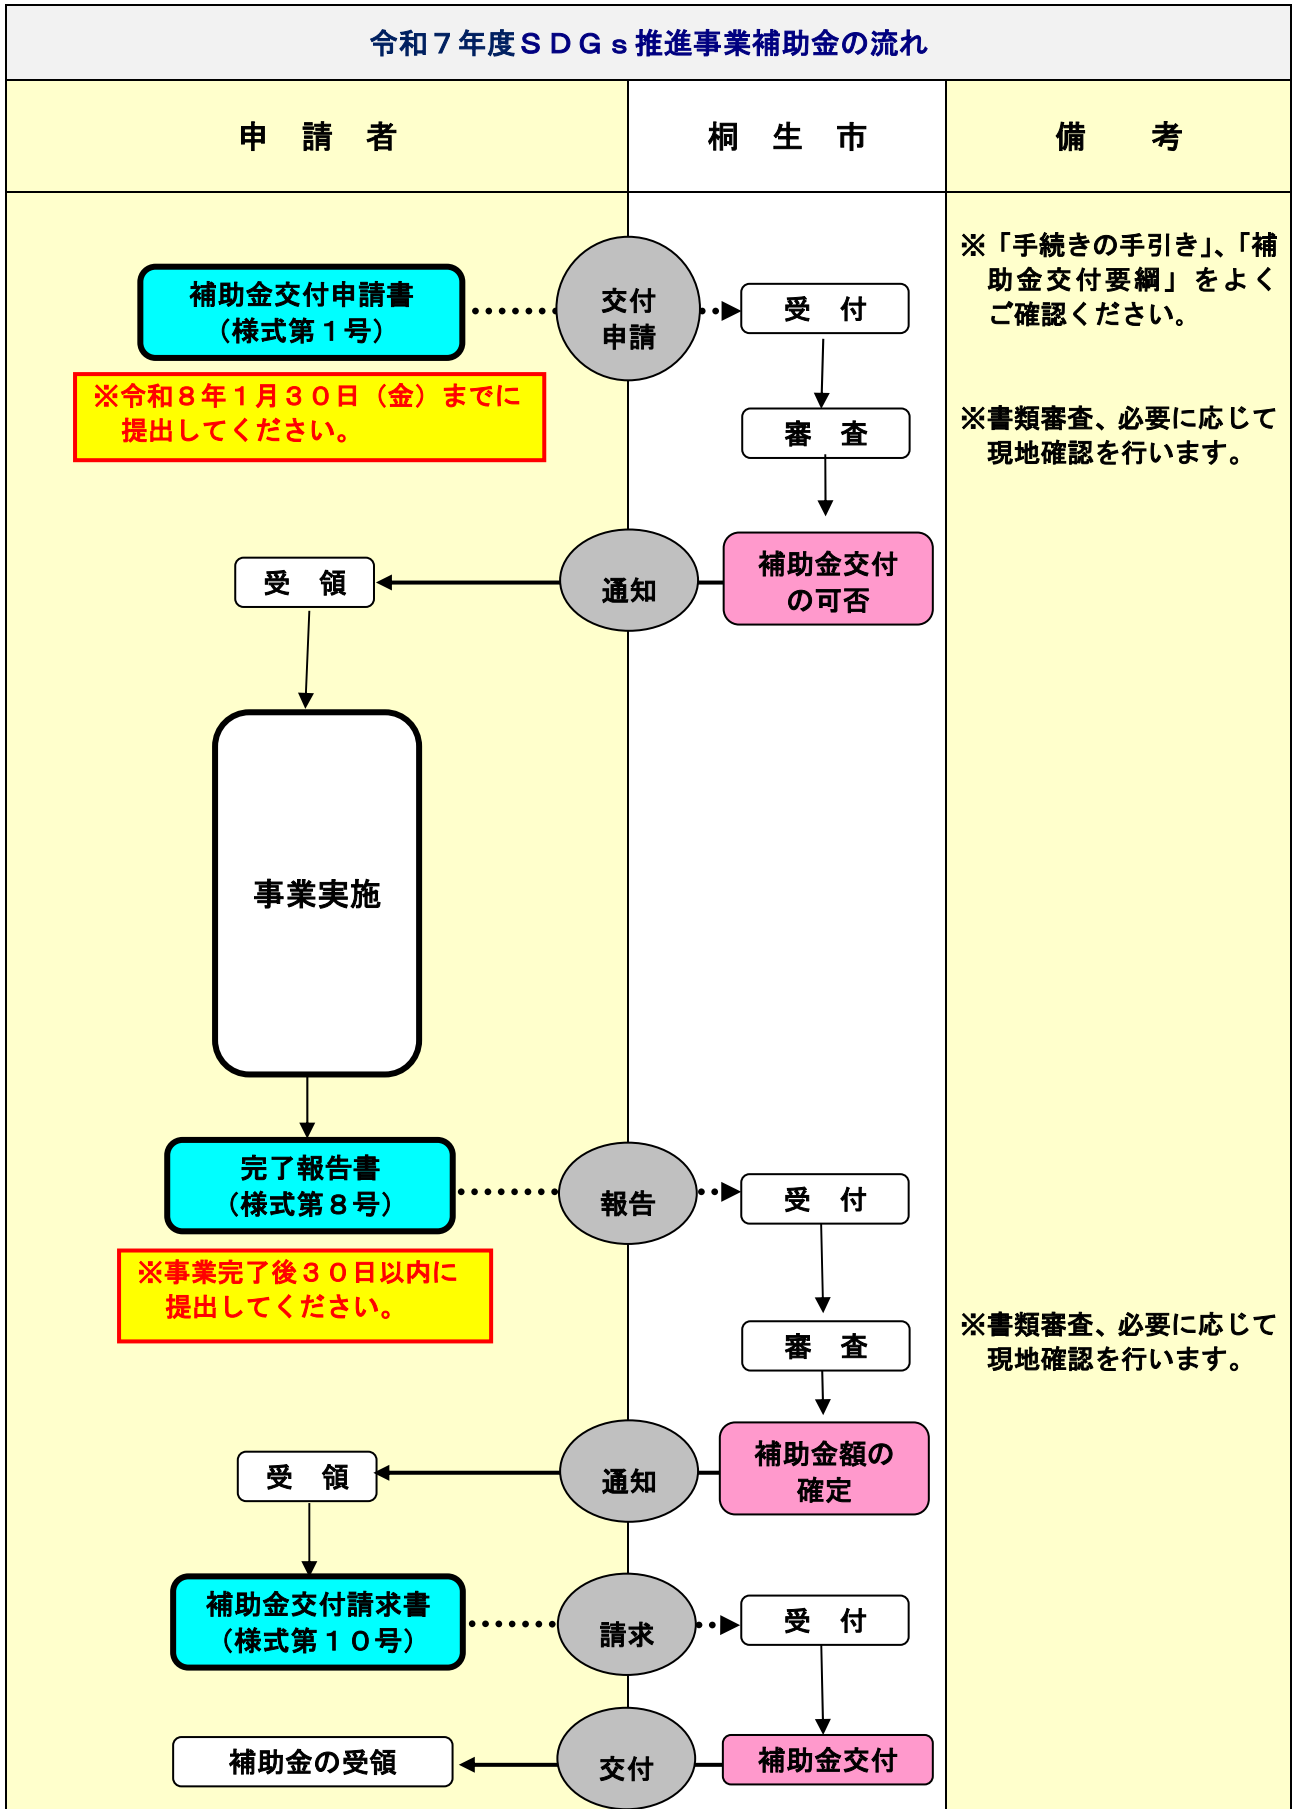 令和７年度ＳＤＧｓ推進事業補助金の流れ
申　請　者
桐　生　市
備　　考
※「手続きの手引き」、「補
助金交付要綱」をよく
ご確認ください。
補助金交付申請書
（様式第１号）
交付
申請
受　付
※令和８年１月３０日（金）までに
提出してください。
審　査
※書類審査、必要に応じて
現地確認を行います。
補助金交付
の可否
通知
受　領
事業実施
完了報告書
（様式第８号）
報告
受　付
※事業完了後３０日以内に
提出してください。
審　査
※書類審査、必要に応じて
現地確認を行います。
補助金額の
確定
通知
受　領
補助金交付請求書
（様式第１０号）
請求
受　付
補助金交付
交付
補助金の受領